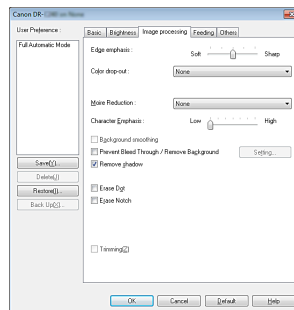 Canon DR-
User Preference :
Full Automatic Mode
Save(Y)...
Delete(J)
Restore(I)...
Back Up(X)...
Basic Brightness Image processing Feeding Others
Edge emphasis : Soft Sharp
Color drop-out : None
Moire Reduction : None
Character Emphasis : Low High
Background smoothing
Prevent Bleed Through / Remove Background Setting...
Remove shadow
Erase Dot
Erase Notch
Trimming(Z)
OK Cancel Default Help